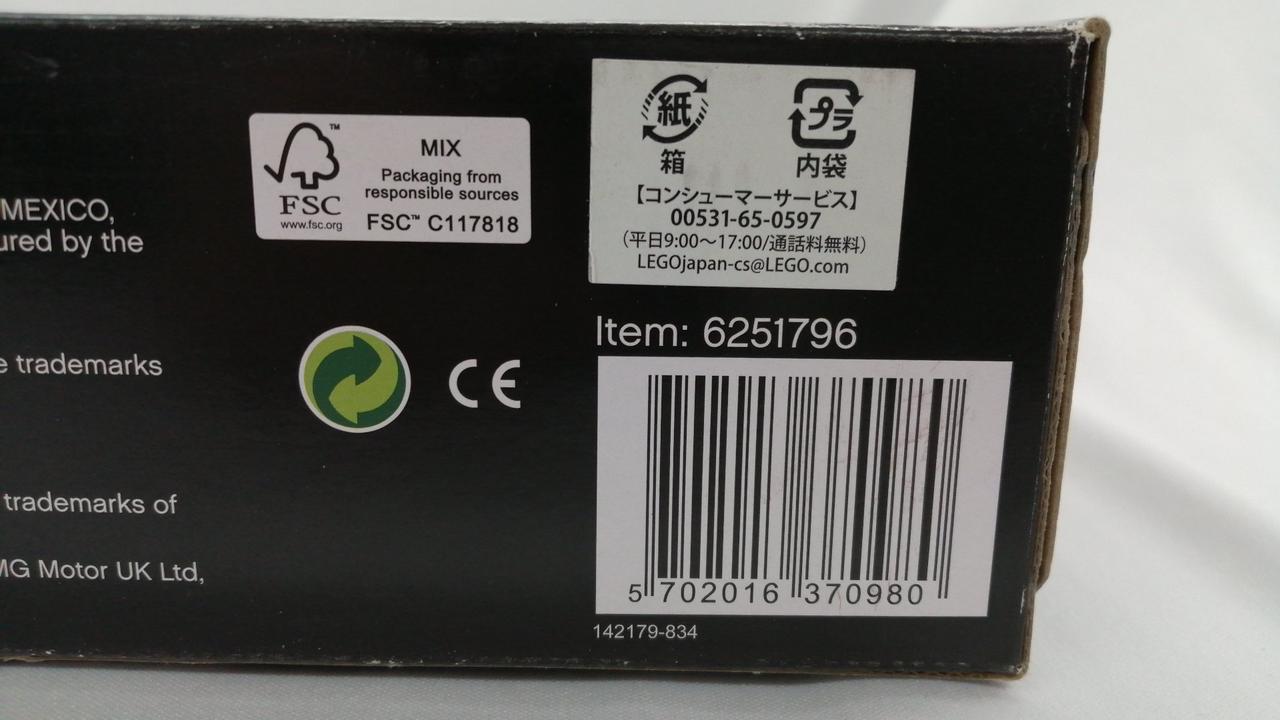 MEXICO,
ured by the
e trademarks
trademarks of
MG Motor UK Ltd,
FSC™
www.fsc.org
MIX
Packaging from
responsible sources
FSC™ C117818
CE
紙 プラ
箱 内袋
【コンシューマーサービス】
00531-65-0597
(平日9:00～17:00/通話料無料)
LEGOjapan-cs@LEGO.com
Item: 6251796
5 702016 370980
142179-834